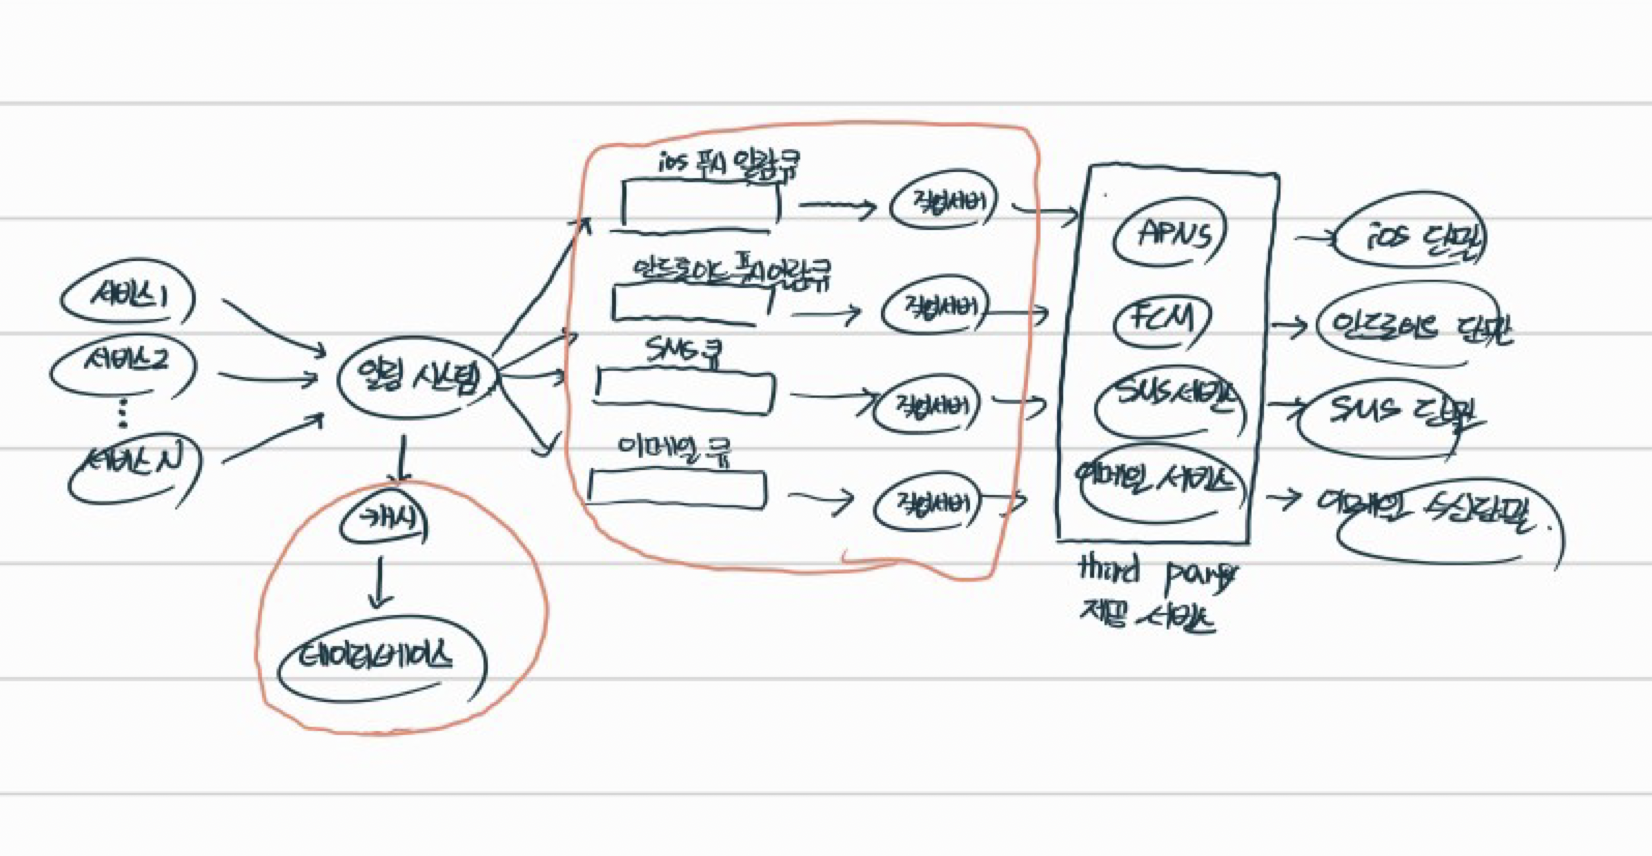 서비스1
서비스2
서비스N
알림 시스템
캐시
데이터베이스
ios 푸시 알람큐
안드로이드 푸시알람큐
SMS 큐
이메일 큐
작업서버
작업서버
작업서버
작업서버
APNS
FCM
SMS 서비스
이메일 서비스
third party
제공 서비스
iOS 단말
안드로이드 단말
SMS 단말
이메일 수신단말